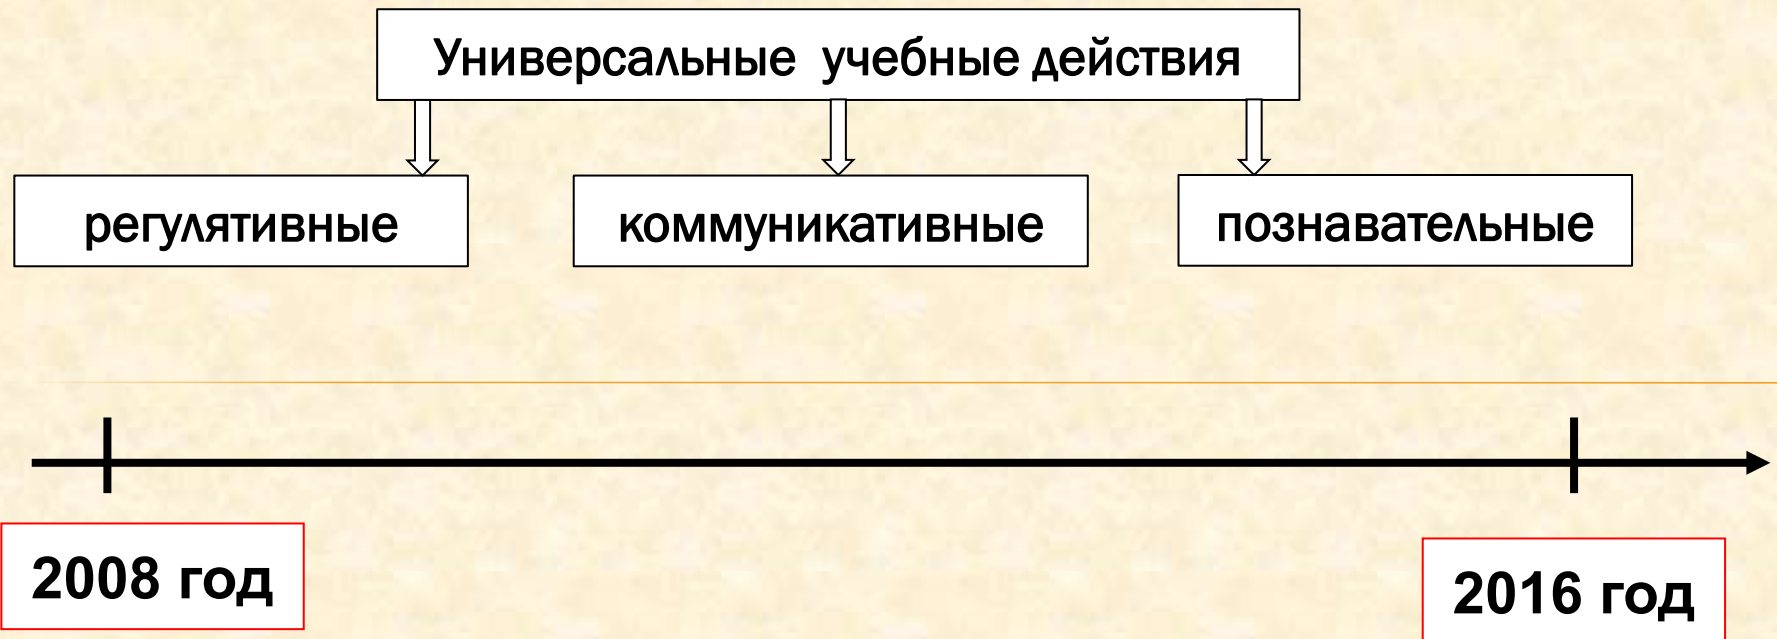 Универсальные учебные действия
регулятивные
коммуникативные
познавательные
2008 год
2016 год